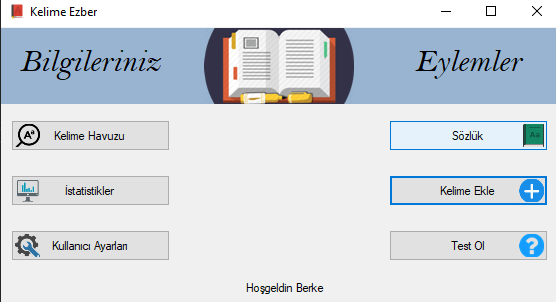 Kelime Ezber
Bilgileriniz
Eylemler
Kelime Havuzu
Sözlük
İstatistikler
Kelime Ekle
Kullanıcı Ayarları
Test Ol
Hoşgeldin Berke